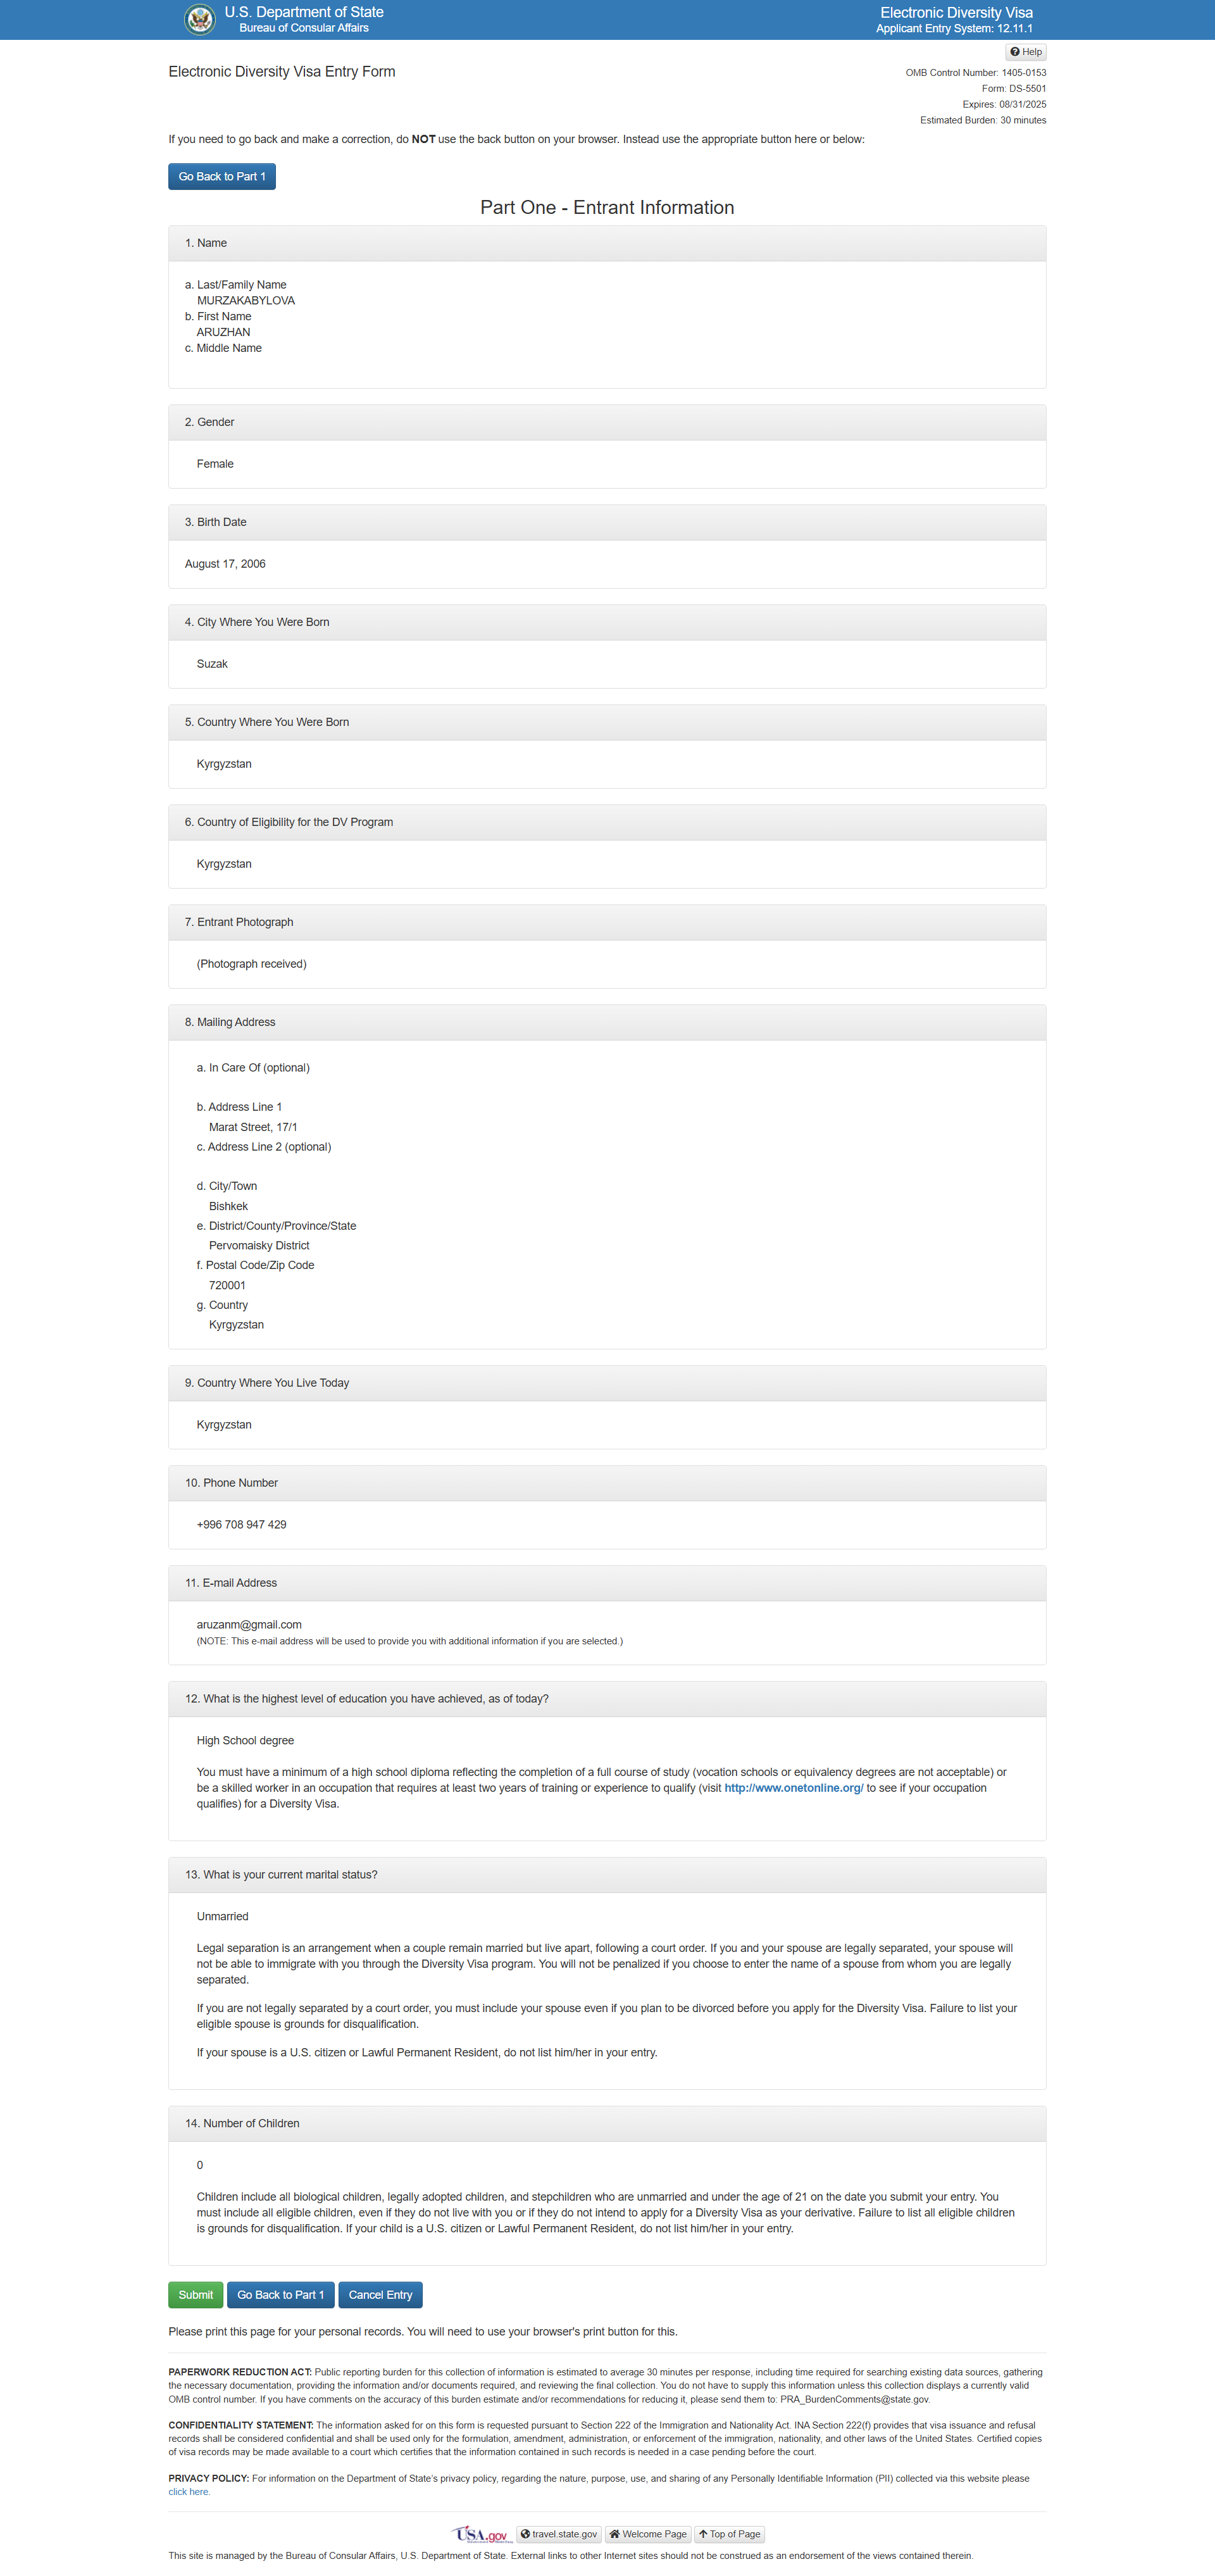 U.S. Department of State
Bureau of Consular Affairs
Electronic Diversity Visa
Applicant Entry System: 12.11.1
Help
Electronic Diversity Visa Entry Form
OMB Control Number: 1405-0153
Form: DS-5501
Expires: 08/31/2025
Estimated Burden: 30 minutes
If you need to go back and make a correction, do NOT use the back button on your browser. Instead use the appropriate button here or below:
Go Back to Part 1
Part One - Entrant Information
1. Name
a. Last/Family Name
MURZAKABYLOVA
b. First Name
ARUZHAN
c. Middle Name
2. Gender
Female
3. Birth Date
August 17, 2006
4. City Where You Were Born
Suzak
5. Country Where You Were Born
Kyrgyzstan
6. Country of Eligibility for the DV Program
Kyrgyzstan
7. Entrant Photograph
(Photograph received)
8. Mailing Address
a. In Care Of (optional)
b. Address Line 1
Marat Street, 17/1
c. Address Line 2 (optional)
d. City/Town
Bishkek
e. District/County/Province/State
Pervomaisky District
f. Postal Code/Zip Code
720001
g. Country
Kyrgyzstan
9. Country Where You Live Today
Kyrgyzstan
10. Phone Number
+996 708 947 429
11. E-mail Address
aruzanm@gmail.com
(NOTE: This e-mail address will be used to provide you with additional information if you are selected.)
12. What is the highest level of education you have achieved, as of today?
High School degree
You must have a minimum of a high school diploma reflecting the completion of a full course of study (vocation schools or equivalency degrees are not acceptable) or
be a skilled worker in an occupation that requires at least two years of training or experience to qualify (visit http://www.onetonline.org/ to see if your occupation
qualifies) for a Diversity Visa.
13. What is your current marital status?
Unmarried
Legal separation is an arrangement when a couple remain married but live apart, following a court order. If you and your spouse are legally separated, your spouse will
not be able to immigrate with you through the Diversity Visa program. You will not be penalized if you choose to enter the name of a spouse from whom you are legally
separated.
If you are not legally separated by a court order, you must include your spouse even if you plan to be divorced before you apply for the Diversity Visa. Failure to list your
eligible spouse is grounds for disqualification.
If your spouse is a U.S. citizen or Lawful Permanent Resident, do not list him/her in your entry.
14. Number of Children
0
Children include all biological children, legally adopted children, and stepchildren who are unmarried and under the age of 21 on the date you submit your entry. You
must include all eligible children, even if they do not live with you or if they do not intend to apply for a Diversity Visa as your derivative. Failure to list all eligible children
is grounds for disqualification. If your child is a U.S. citizen or Lawful Permanent Resident, do not list him/her in your entry.
Submit
Go Back to Part 1
Cancel Entry
Please print this page for your personal records. You will need to use your browser's print button for this.
PAPERWORK REDUCTION ACT: Public reporting burden for this collection of information is estimated to average 30 minutes per response, including time required for searching existing data sources, gathering
the necessary documentation, providing the information and/or documents required, and reviewing the final collection. You do not have to supply this information unless this collection displays a currently valid
OMB control number. If you have comments on the accuracy of this burden estimate and/or recommendations for reducing it, please send them to: PRA_BurdenComments@state.gov.
CONFIDENTIALITY STATEMENT: The information asked for on this form is requested pursuant to Section 222 of the Immigration and Nationality Act. INA Section 222(f) provides that visa issuance and refusal
records shall be considered confidential and shall be used only for the formulation, amendment, administration, or enforcement of the immigration, nationality, and other laws of the United States. Certified copies
of visa records may be made available to a court which certifies that the information contained in such records is needed in a case pending before the court.
PRIVACY POLICY: For information on the Department of State's privacy policy, regarding the nature, purpose, use, and sharing of any Personally Identifiable Information (PII) collected via this website please
click here.
USA.gov
travel.state.gov
Welcome Page
Top of Page
This site is managed by the Bureau of Consular Affairs, U.S. Department of State. External links to other Internet sites should not be construed as an endorsement of the views contained therein.